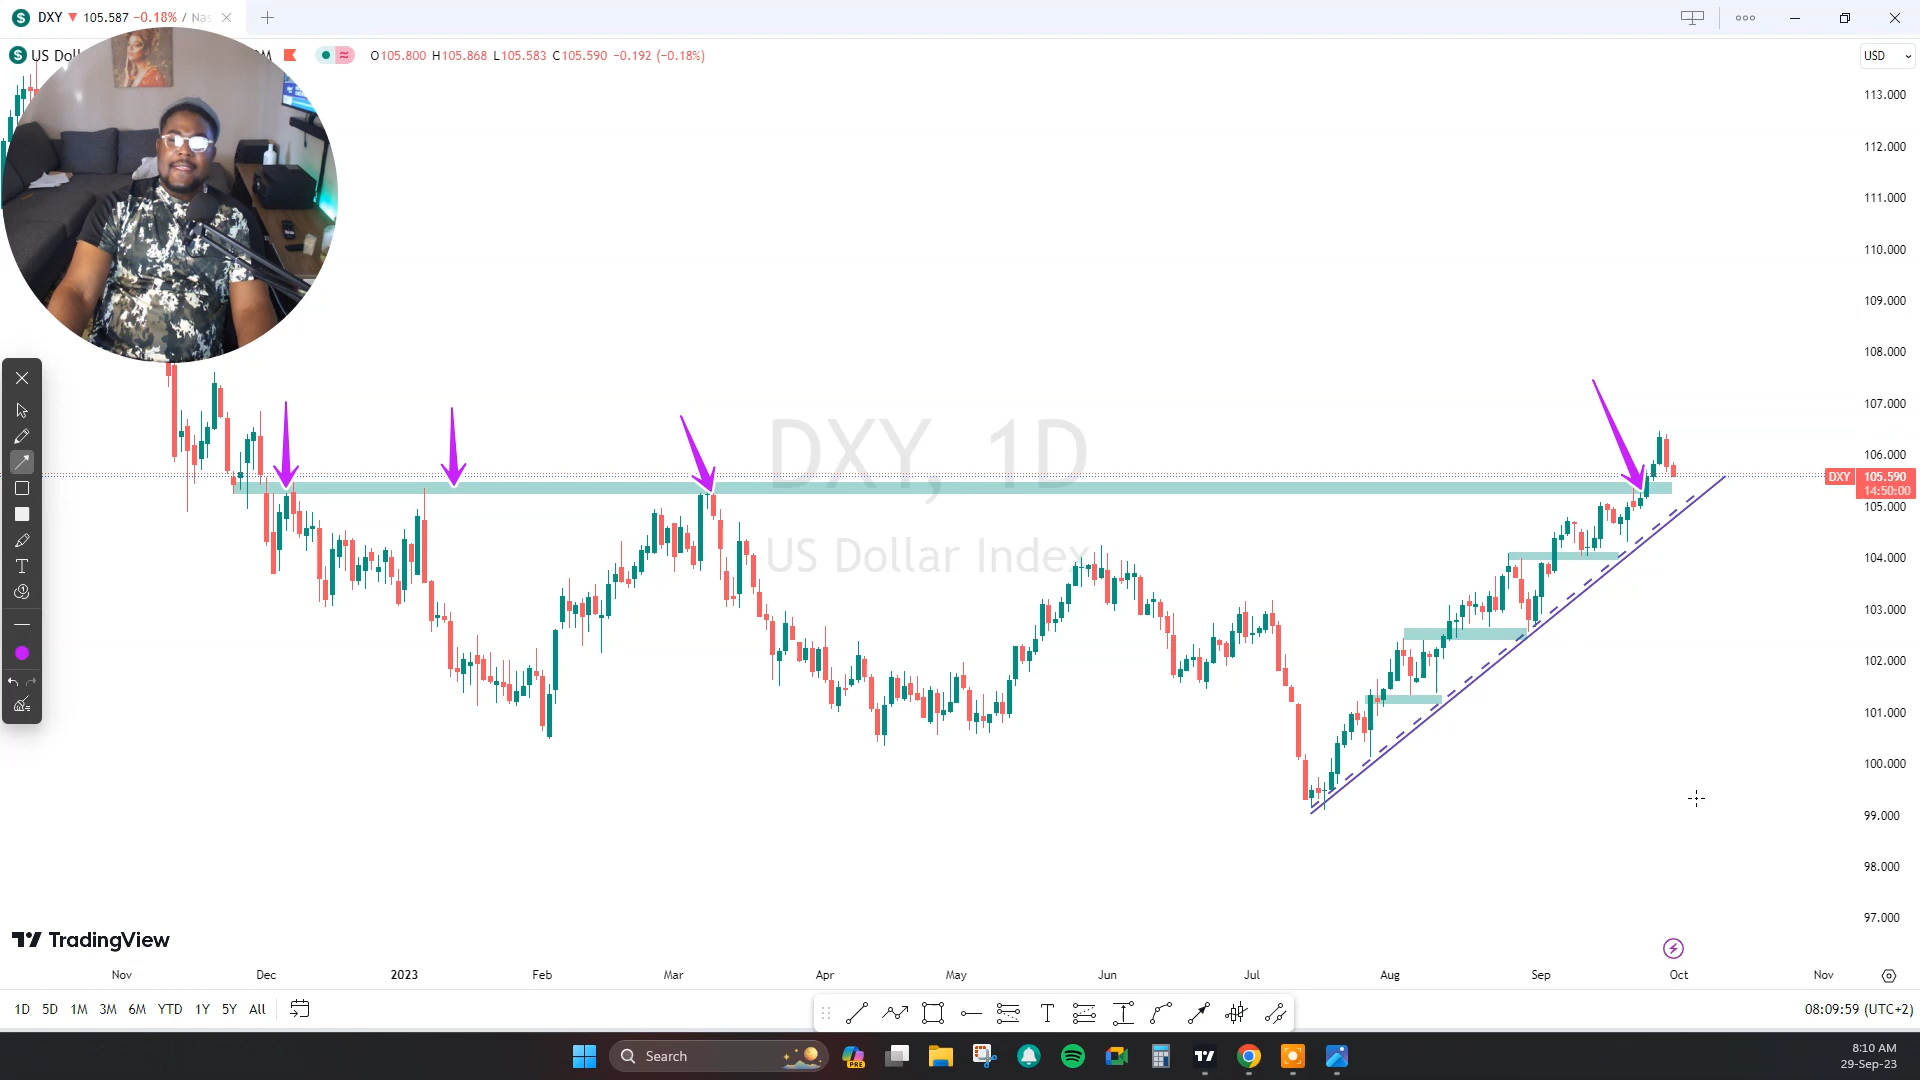 DXY ▼ 105.587 −0.18% / Nas
US Dol
O105.800 H105.868 L105.583 C105.590 −0.192 (−0.18%)
USD
113.000
112.000
111.000
110.000
109.000
108.000
107.000
106.000
DXY 105.590
14:50:00
105.000
104.000
103.000
102.000
101.000
100.000
99.000
98.000
97.000
DXY, 1D
US Dollar Index
TradingView
Nov Dec 2023 Feb Mar Apr May Jun Jul Aug Sep Oct Nov
1D 5D 1M 3M 6M YTD 1Y 5Y All
08:09:59 (UTC+2)
Search
PRE
8:10 AM
29-Sep-23